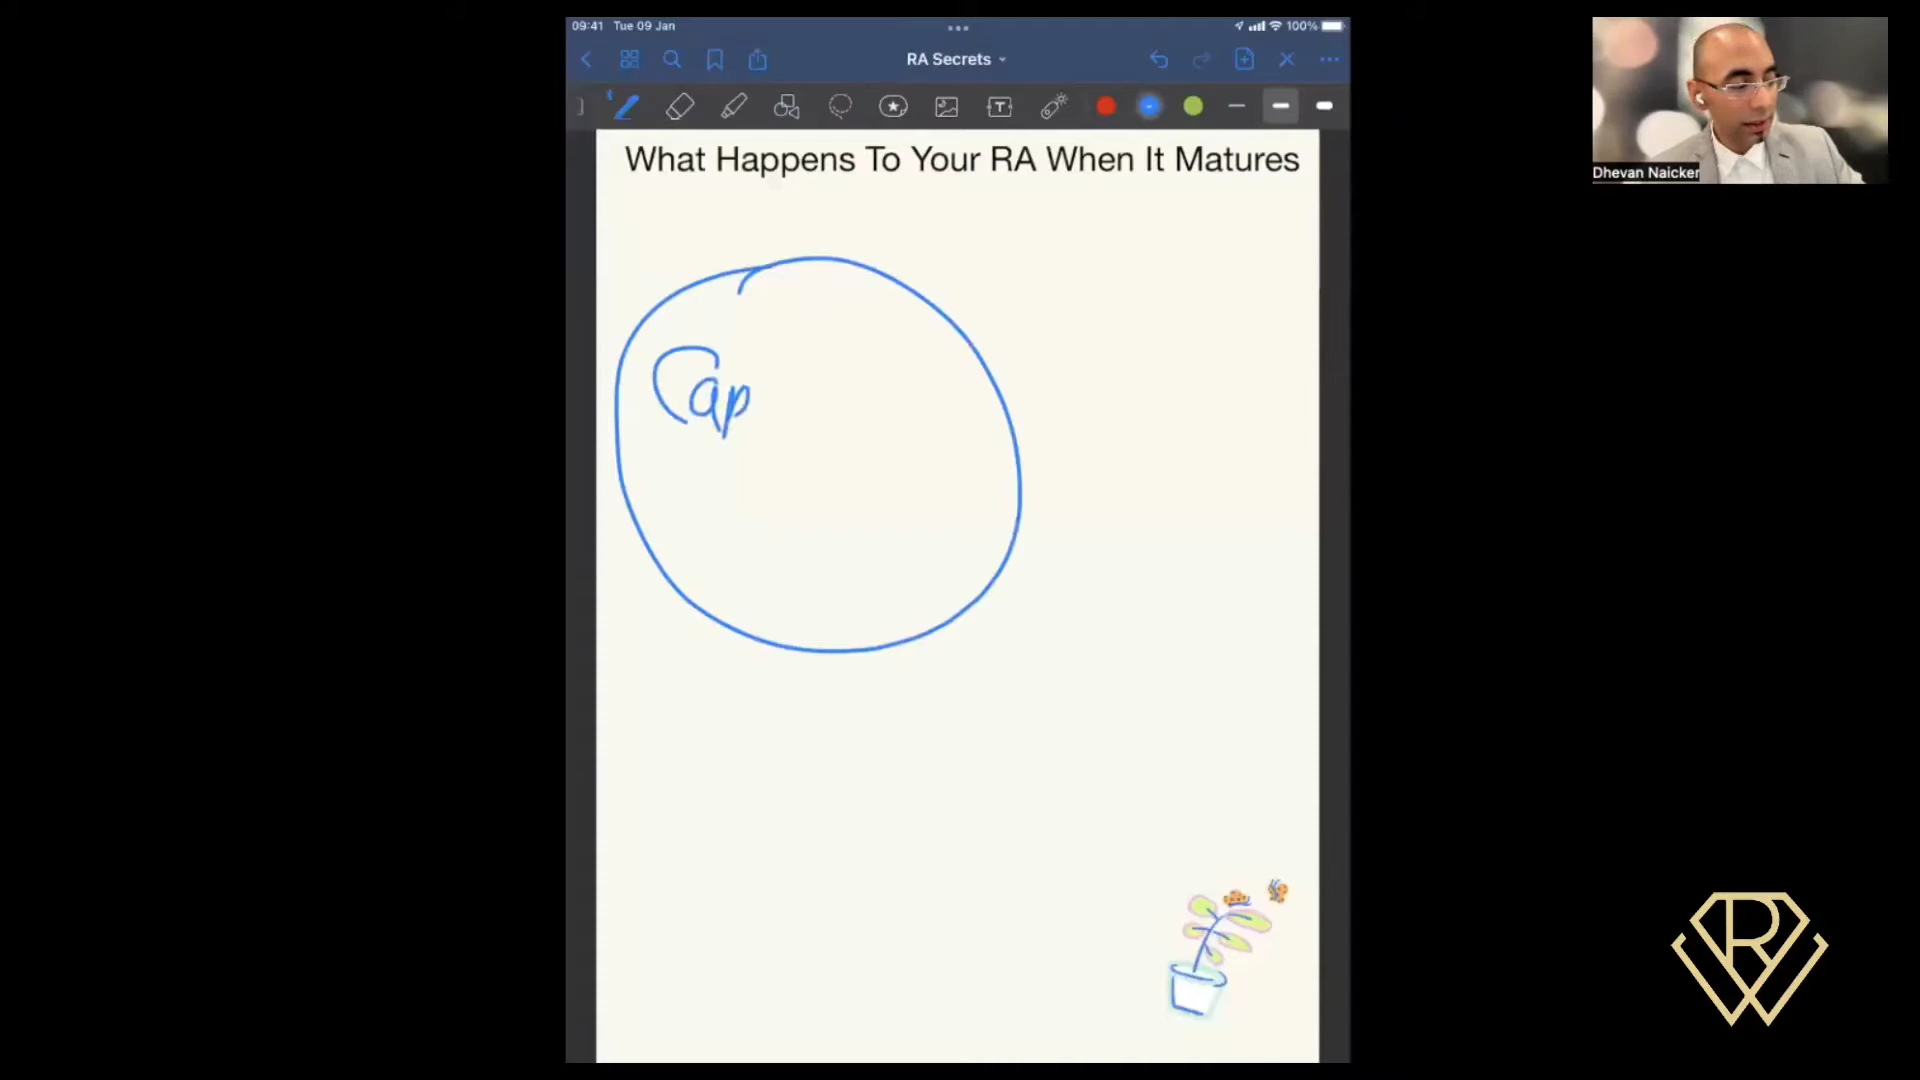 09:41 Tue 09 Jan
100%
RA Secrets
What Happens To Your RA When It Matures
Cap
Dhevan Naicker
RW